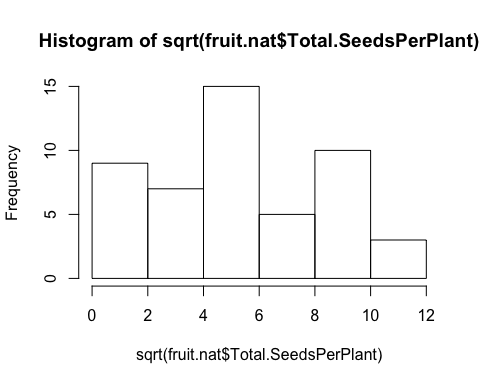 Histogram of sqrt(fruit.nat$Total.SeedsPerPlant)
Frequency
15
10
5
0
0 2 4 6 8 10 12
sqrt(fruit.nat$Total.SeedsPerPlant)